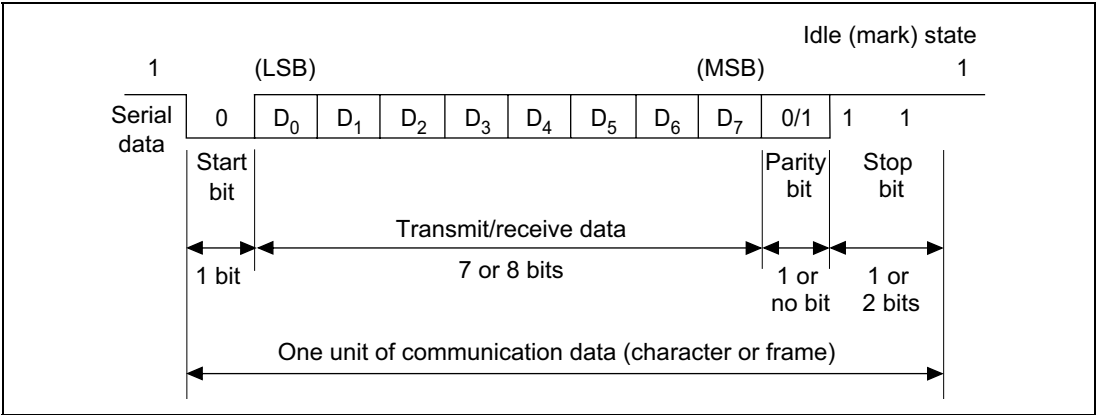 Idle (mark) state
1 (LSB) (MSB) 1
Serial data
0 D0 D1 D2 D3 D4 D5 D6 D7 0/1 1 1
Start bit
Parity bit
Stop bit
Transmit/receive data
1 bit
7 or 8 bits
1 or no bit
1 or 2 bits
One unit of communication data (character or frame)